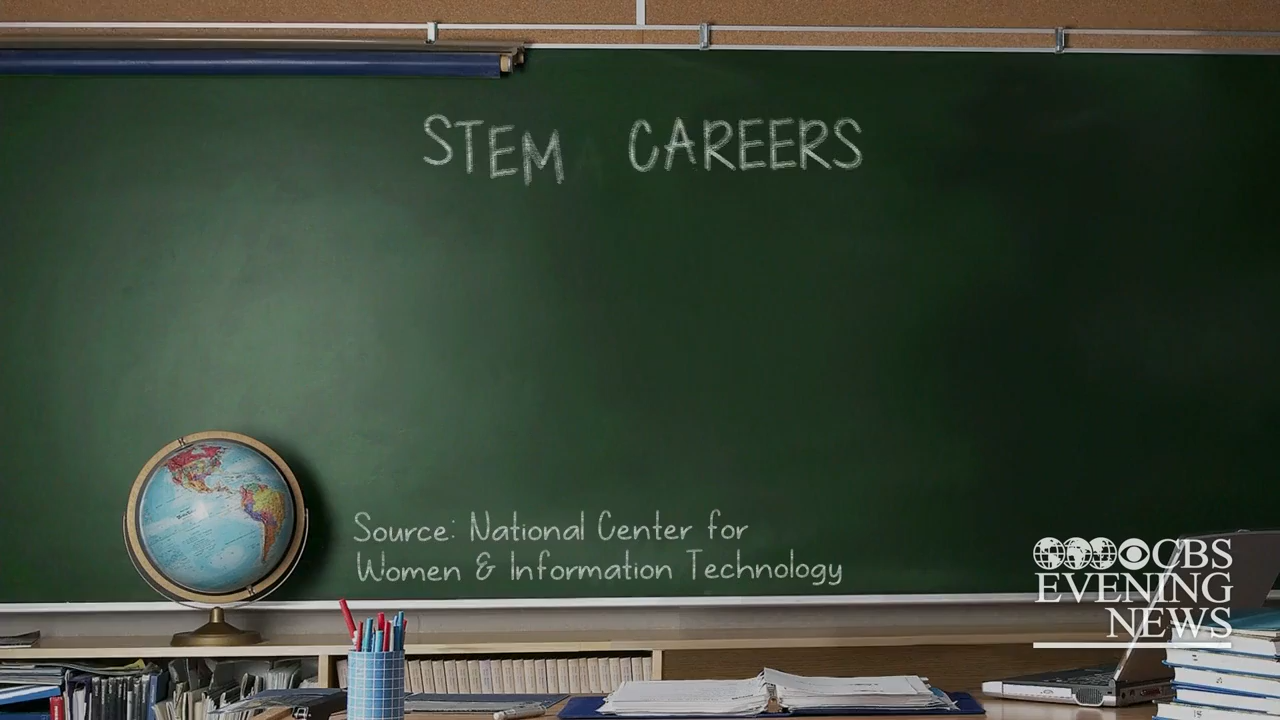 STEM CAREERS
Source: National Center for
Women & Information Technology
CBS
EVENING
NEWS